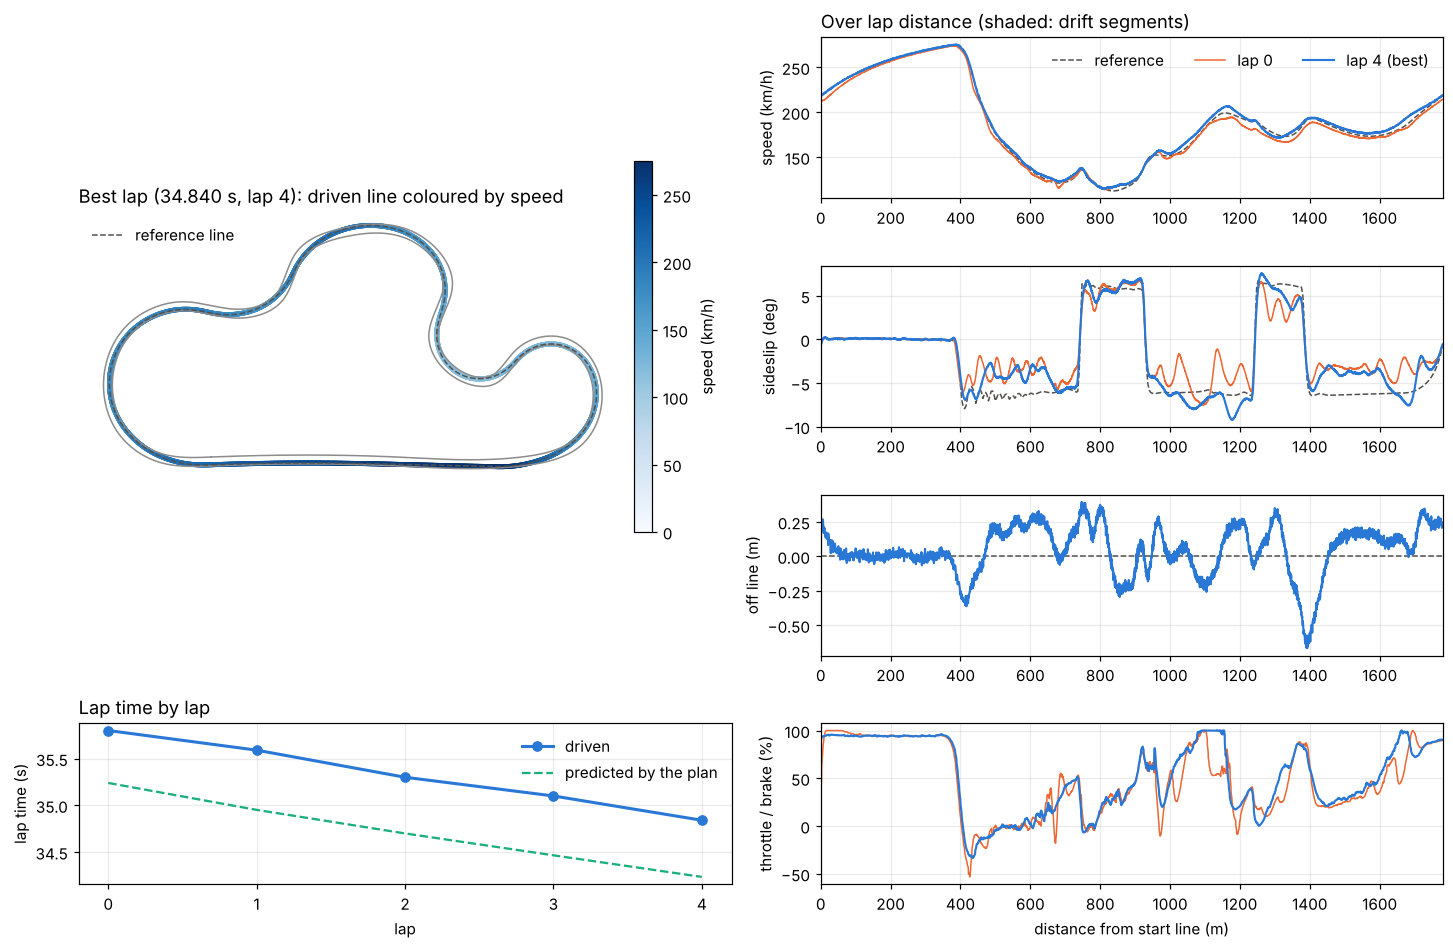 Best lap (34.840 s, lap 4): driven line coloured by speed
reference line
250
200
150
100
50
0
speed (km/h)
Lap time by lap
driven
predicted by the plan
35.5
35.0
34.5
lap time (s)
0 1 2 3 4
lap
Over lap distance (shaded: drift segments)
reference lap 0 lap 4 (best)
250
200
150
speed (km/h)
0 200 400 600 800 1000 1200 1400 1600
5
0
−5
−10
sideslip (deg)
0 200 400 600 800 1000 1200 1400 1600
0.25
0.00
−0.25
−0.50
off line (m)
0 200 400 600 800 1000 1200 1400 1600
100
50
0
−50
throttle / brake (%)
0 200 400 600 800 1000 1200 1400 1600
distance from start line (m)